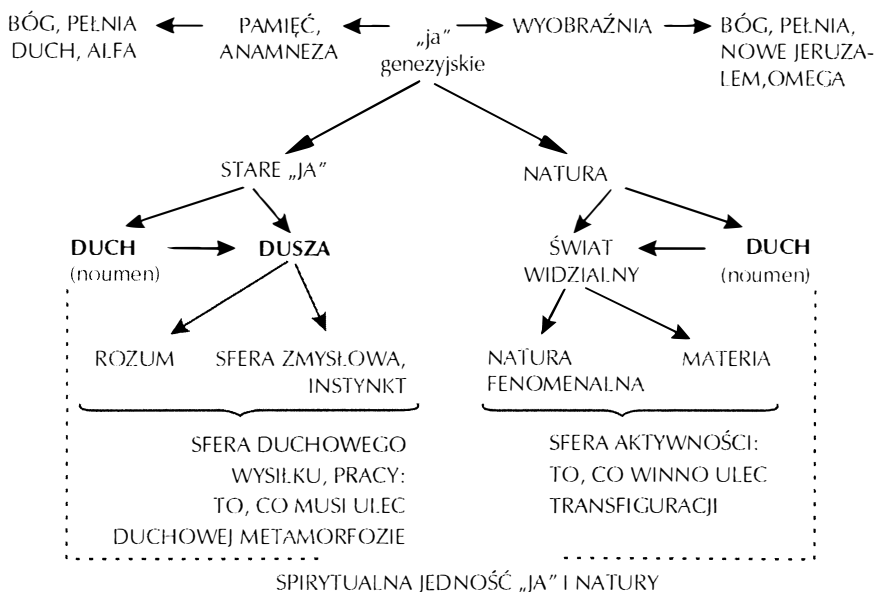 BÓG, PEŁNIA
DUCH, ALFA
PAMIĘĆ,
ANAMNEZA
„ja”
genezyjskie
WYOBRAŹNIA
BÓG, PEŁNIA,
NOWE JERUZA-
LEM,OMEGA
STARE „JA”
NATURA
DUCH
(noumen)
DUSZA
ŚWIAT
WIDZIALNY
DUCH
(noumen)
ROZUM
SFERA ZMYSŁOWA,
INSTYNKT
NATURA
FENOMENALNA
MATERIA
SFERA DUCHOWEGO
WYSIŁKU, PRACY:
TO, CO MUSI ULEC
DUCHOWEJ METAMORFOZIE
SFERA AKTYWNOŚCI:
TO, CO WINNO ULEC
TRANSFIGURACJI
SPIRYTUALNA JEDNOŚĆ „JA” I NATURY